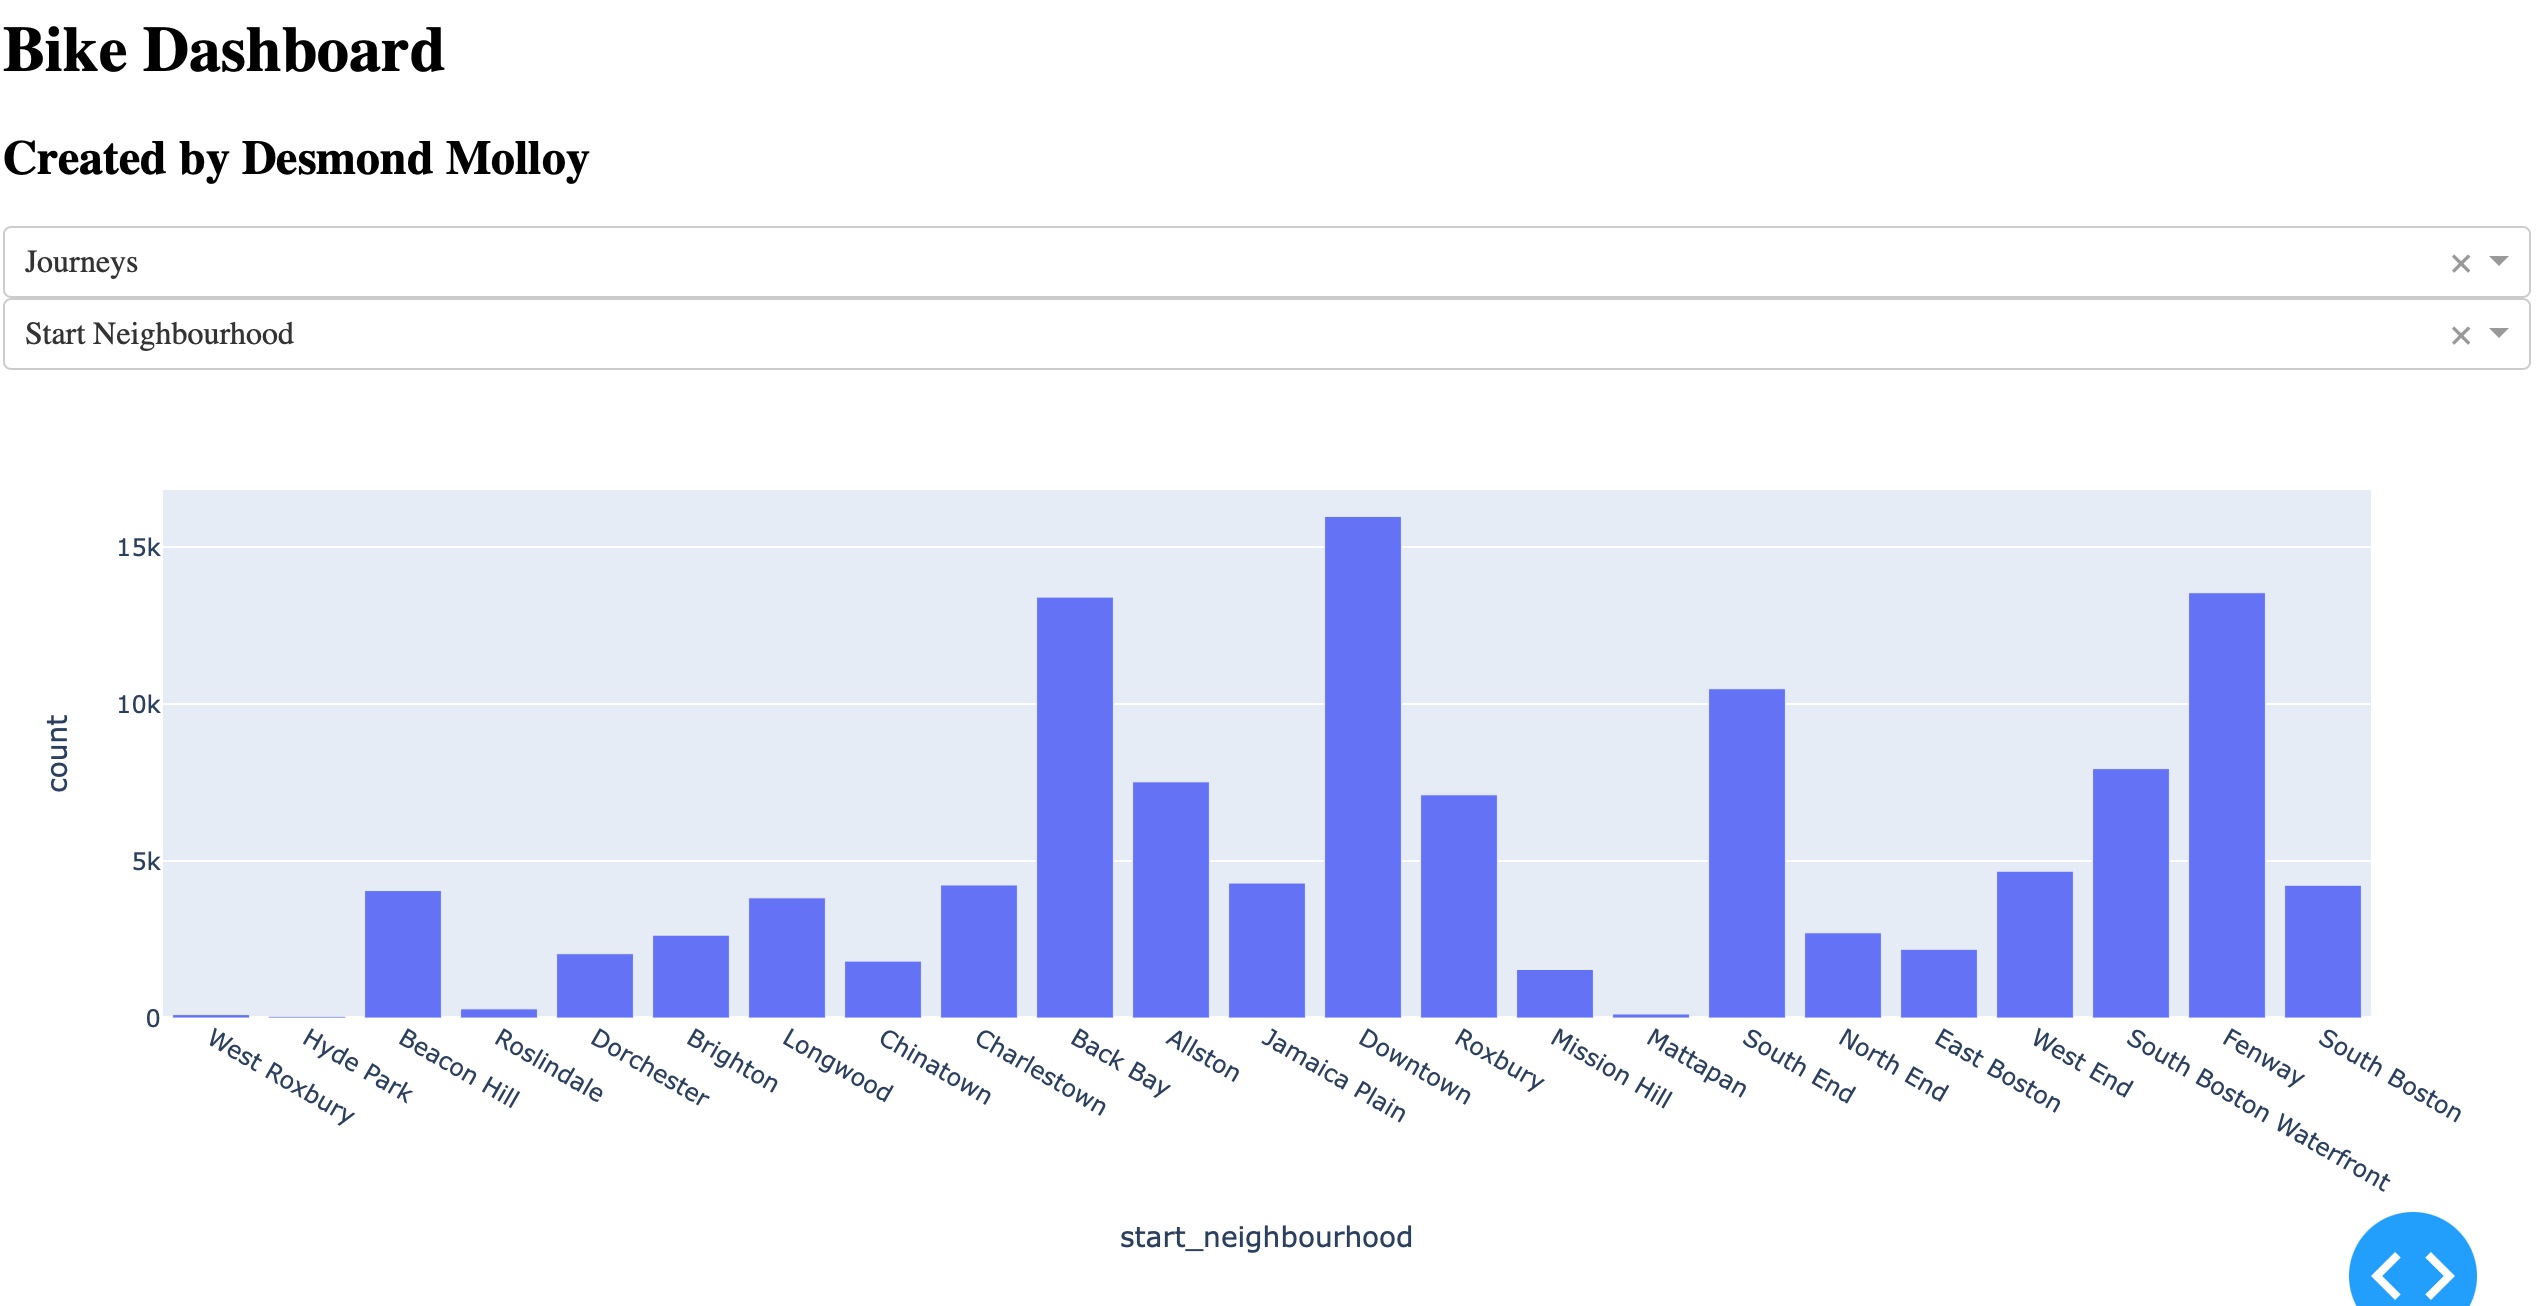 Bike Dashboard
Created by Desmond Molloy
Journeys
Start Neighbourhood
15k
10k
5k
0
count
West Roxbury
Hyde Park
Beacon Hill
Roslindale
Dorchester
Brighton
Longwood
Chinatown
Charlestown
Back Bay
Allston
Jamaica Plain
Downtown
Roxbury
Mission Hill
Mattapan
South End
North End
East Boston
West End
South Boston Waterfront
Fenway
South Boston
start_neighbourhood